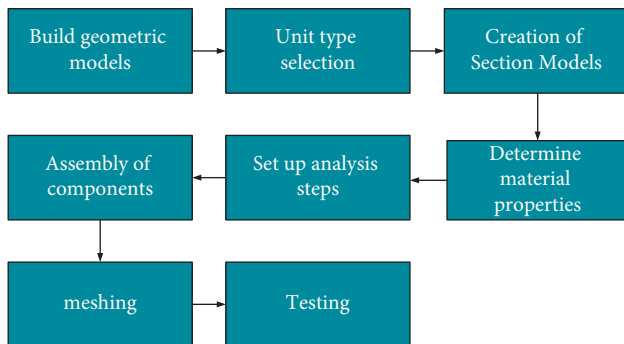 Build geometric
models
Unit type
selection
Creation of
Section Models
Determine
material
properties
Set up analysis
steps
Assembly of
components
meshing
Testing